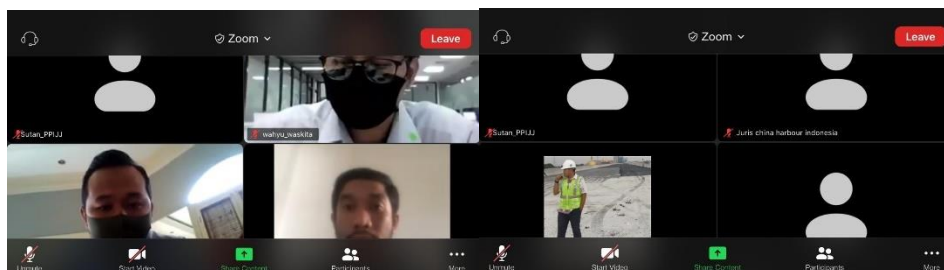 Zoom
Leave
Sutan_PPIJJ
wahyu_waskita
Unmute
Start Video
Share Content
Participants
More
Zoom
Leave
Sutan_PPIJJ
Juris china harbour indonesia
Unmute
Start Video
Share Content
Participants
More